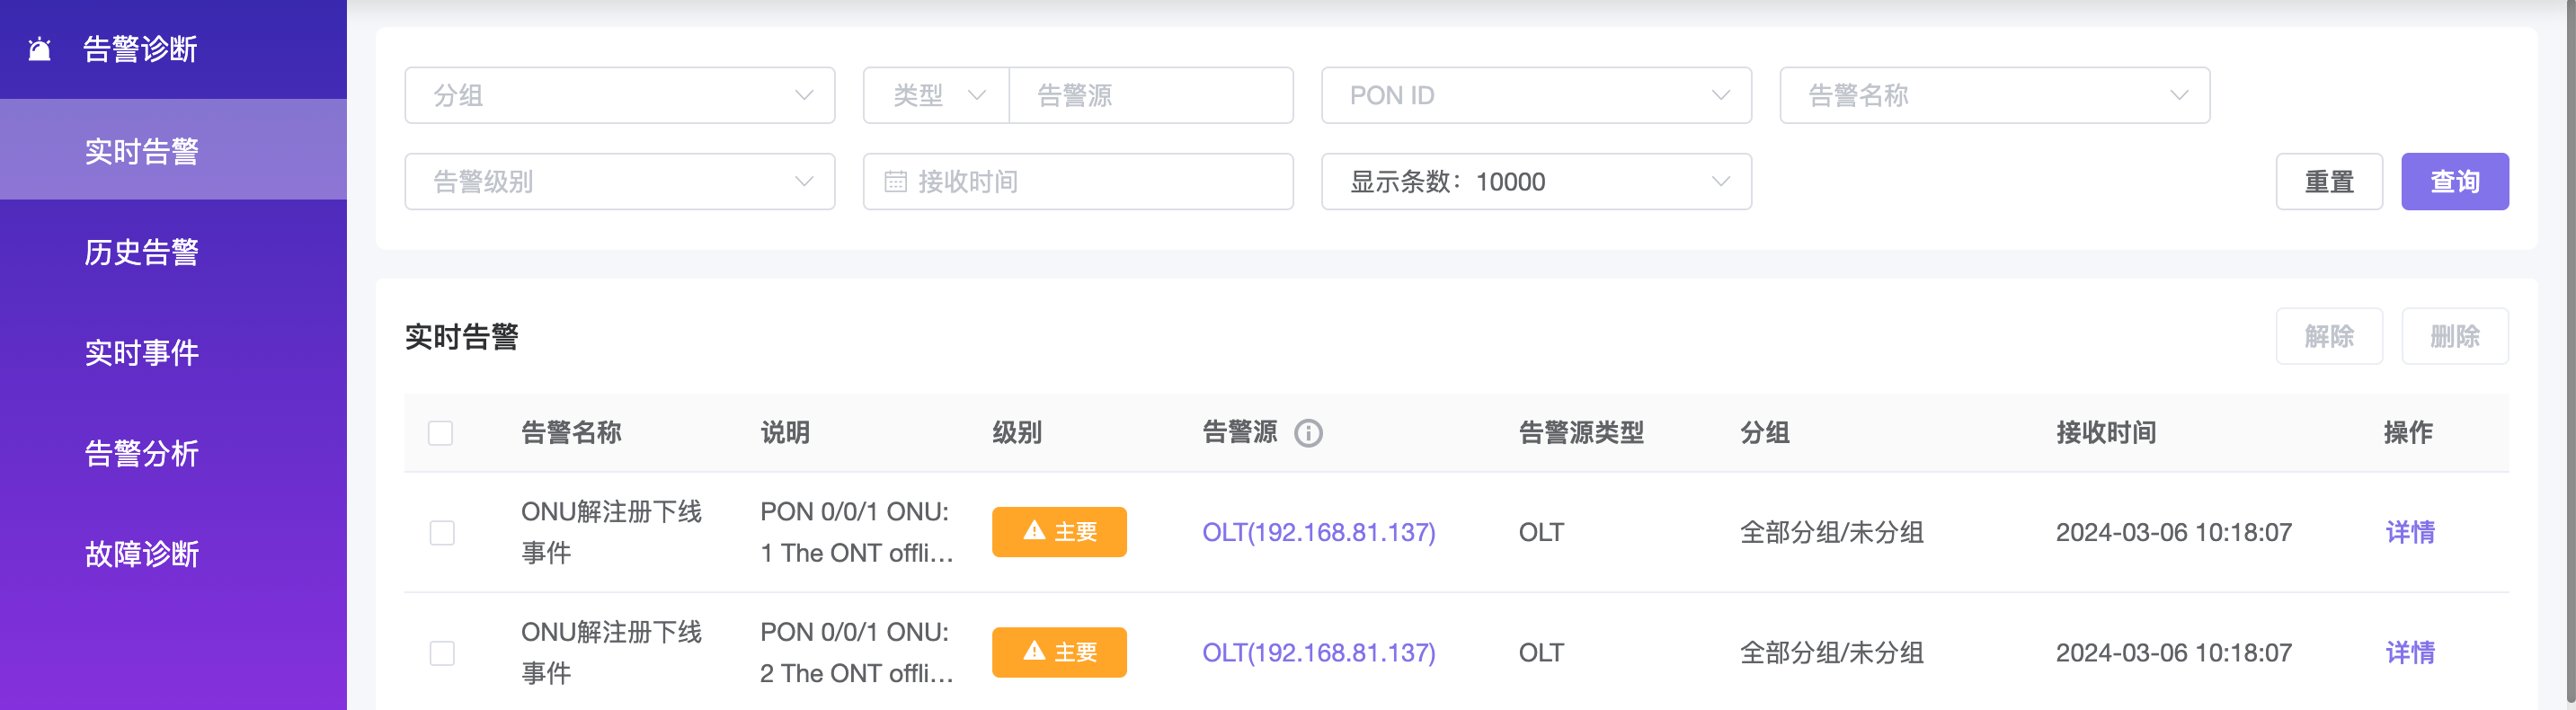 告警诊断
实时告警
历史告警
实时事件
告警分析
故障诊断
分组
类型
告警源
PON ID
告警名称
告警级别
接收时间
显示条数：10000
重置
查询
实时告警
解除
删除
告警名称 说明 级别 告警源 告警源类型 分组 接收时间 操作
ONU解注册下线
事件
PON 0/0/1 ONU:
1 The ONT offli...
主要
OLT(192.168.81.137)
OLT
全部分组/未分组
2024-03-06 10:18:07
详情
ONU解注册下线
事件
PON 0/0/1 ONU:
2 The ONT offli...
主要
OLT(192.168.81.137)
OLT
全部分组/未分组
2024-03-06 10:18:07
详情